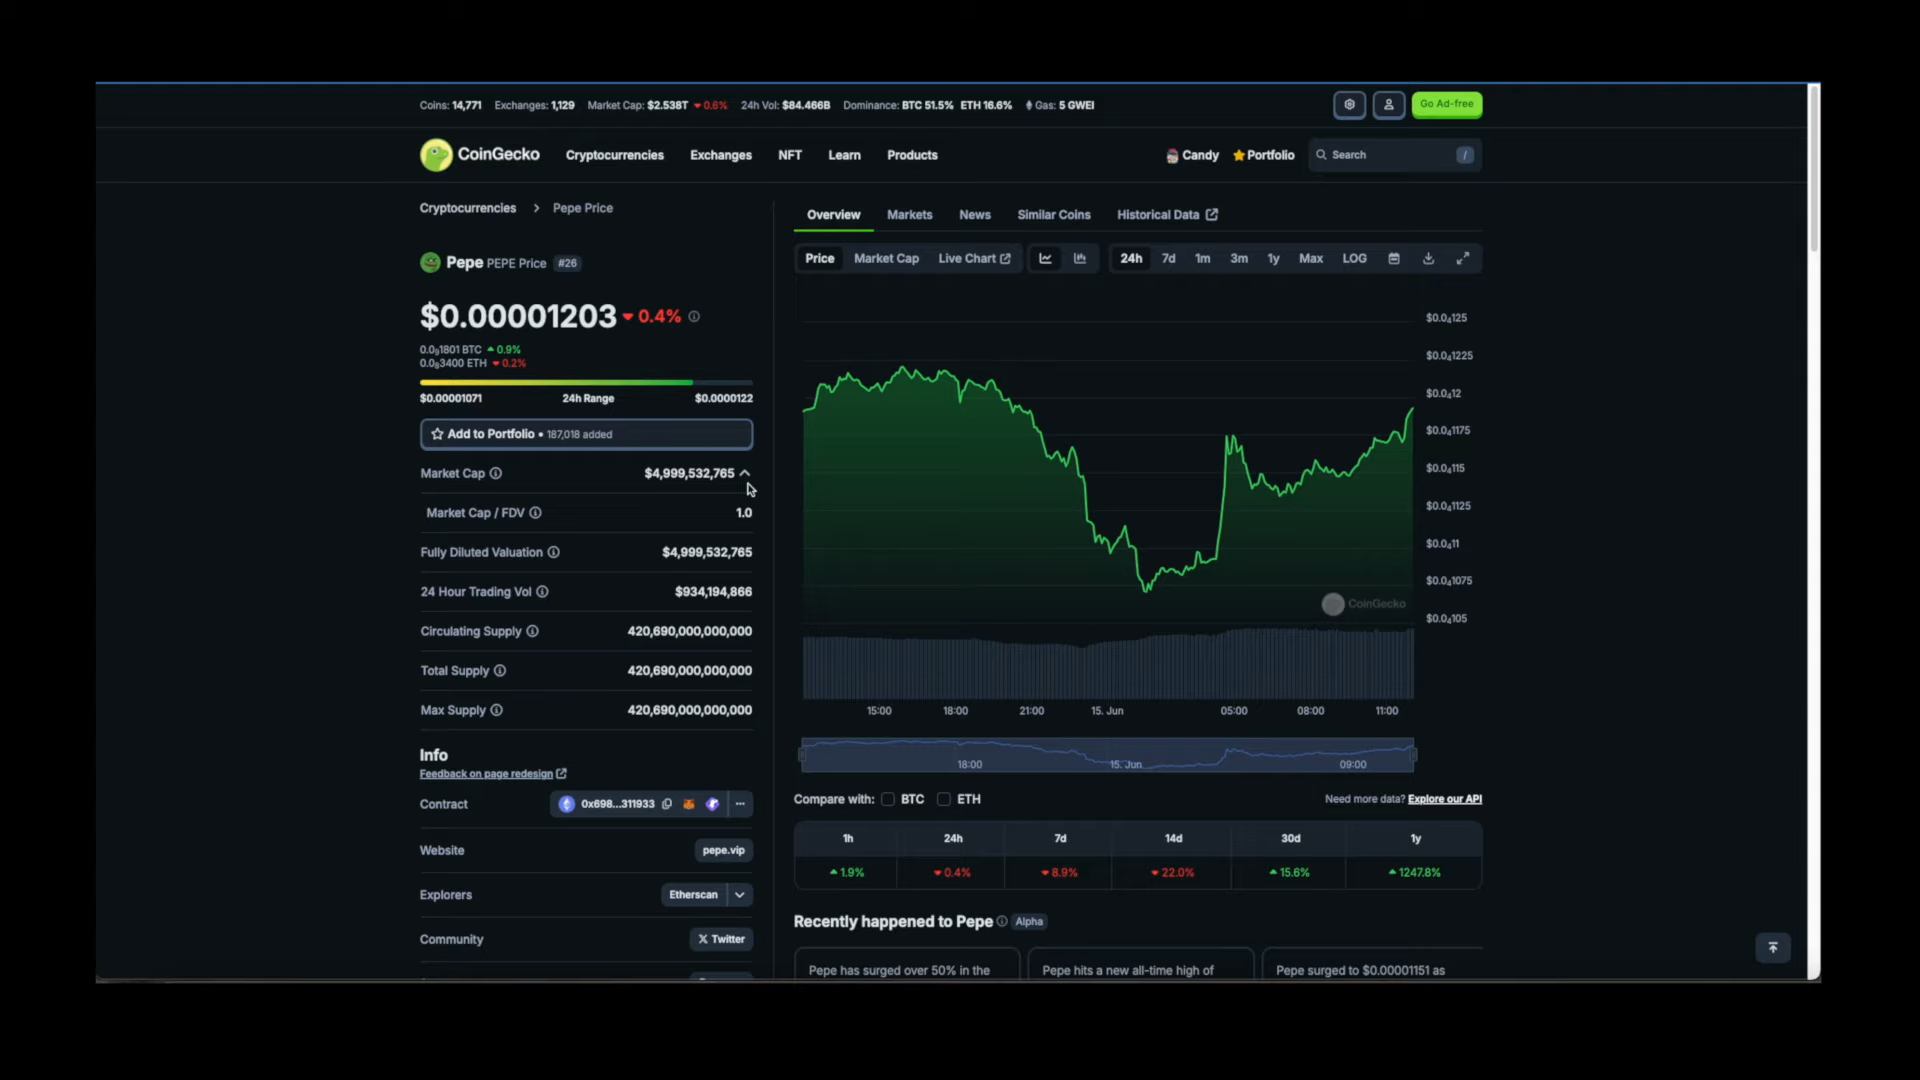 Coins: 14,771 Exchanges: 1,129 Market Cap: $2.538T 0.6% 24h Vol: $84.466B Dominance: BTC 51.5% ETH 16.6% Gas: 5 GWEI
Go Ad-free
CoinGecko Cryptocurrencies Exchanges NFT Learn Products Candy Portfolio Search /
Cryptocurrencies > Pepe Price
Pepe PEPE Price #26
$0.00001203 0.4%
0.0₈1801 BTC 0.9%
0.0₈3400 ETH 0.2%
$0.00001071 24h Range $0.0000122
Add to Portfolio • 187,018 added
Market Cap $4,999,532,765
Market Cap / FDV 1.0
Fully Diluted Valuation $4,999,532,765
24 Hour Trading Vol $934,194,866
Circulating Supply 420,690,000,000,000
Total Supply 420,690,000,000,000
Max Supply 420,690,000,000,000
Info
Feedback on page redesign
Contract 0x698...311933
Website pepe.vip
Explorers Etherscan
Community X Twitter
Overview Markets News Similar Coins Historical Data
Price Market Cap Live Chart 24h 7d 1m 3m 1y Max LOG
$0.0₄125
$0.0₄1225
$0.0₄12
$0.0₄1175
$0.0₄115
$0.0₄1125
$0.0₄11
$0.0₄1075
$0.0₄105
CoinGecko
15:00 18:00 21:00 15. Jun 05:00 08:00 11:00
18:00 15. Jun 09:00
Compare with: BTC ETH Need more data? Explore our API
1h 24h 7d 14d 30d 1y
1.9% 0.4% 8.9% 22.0% 15.6% 1247.8%
Recently happened to Pepe Alpha
Pepe has surged over 50% in the Pepe hits a new all-time high of Pepe surged to $0.00001151 as